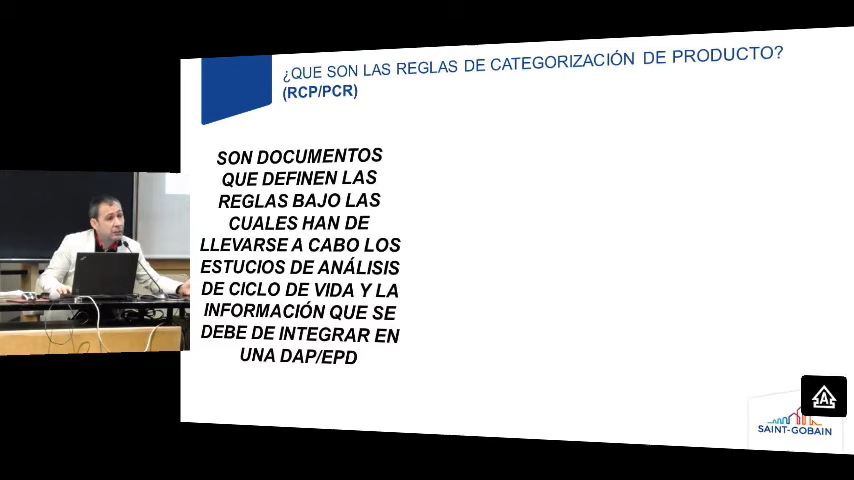 ¿QUE SON LAS REGLAS DE CATEGORIZACIÓN DE PRODUCTO?
(RCP/PCR)
SON DOCUMENTOS
QUE DEFINEN LAS
REGLAS BAJO LAS
CUALES HAN DE
LLEVARSE A CABO LOS
ESTUCIOS DE ANÁLISIS
DE CICLO DE VIDA Y LA
INFORMACIÓN QUE SE
DEBE DE INTEGRAR EN
UNA DAP/EPD
SAINT-GOBAIN
A